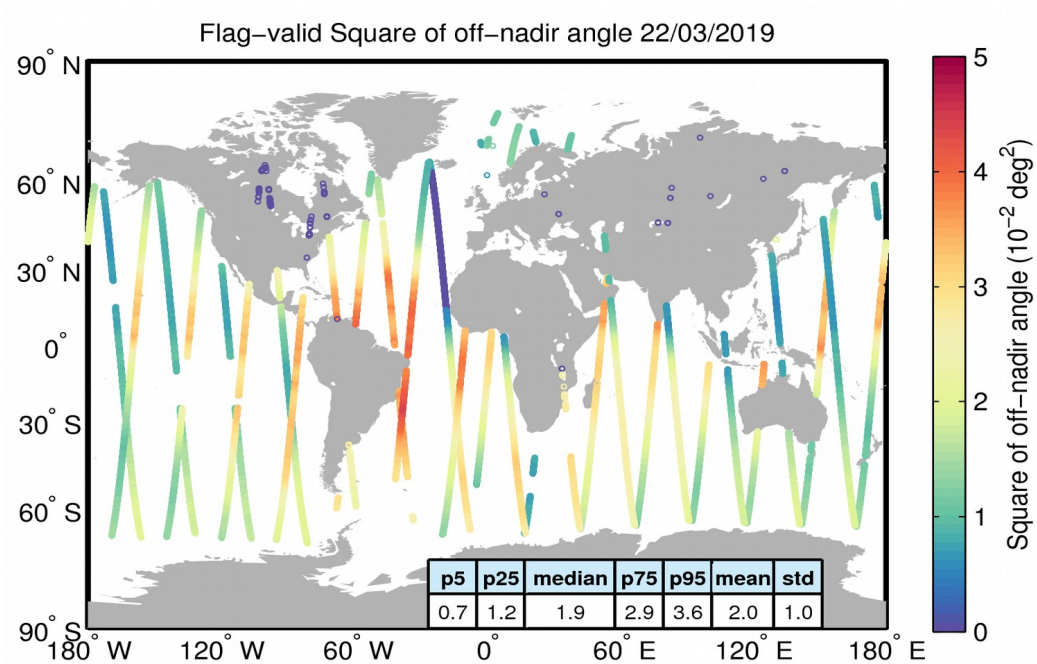 Flag−valid Square of off−nadir angle 22/03/2019
90° N
60° N
30° N
0°
30° S
60° S
90° S
180° W 120° W 60° W 0° 60° E 120° E 180° E
p5 p25 median p75 p95 mean std
0.7 1.2 1.9 2.9 3.6 2.0 1.0
5
4
3
2
1
0
Square of off−nadir angle (10⁻² deg²)